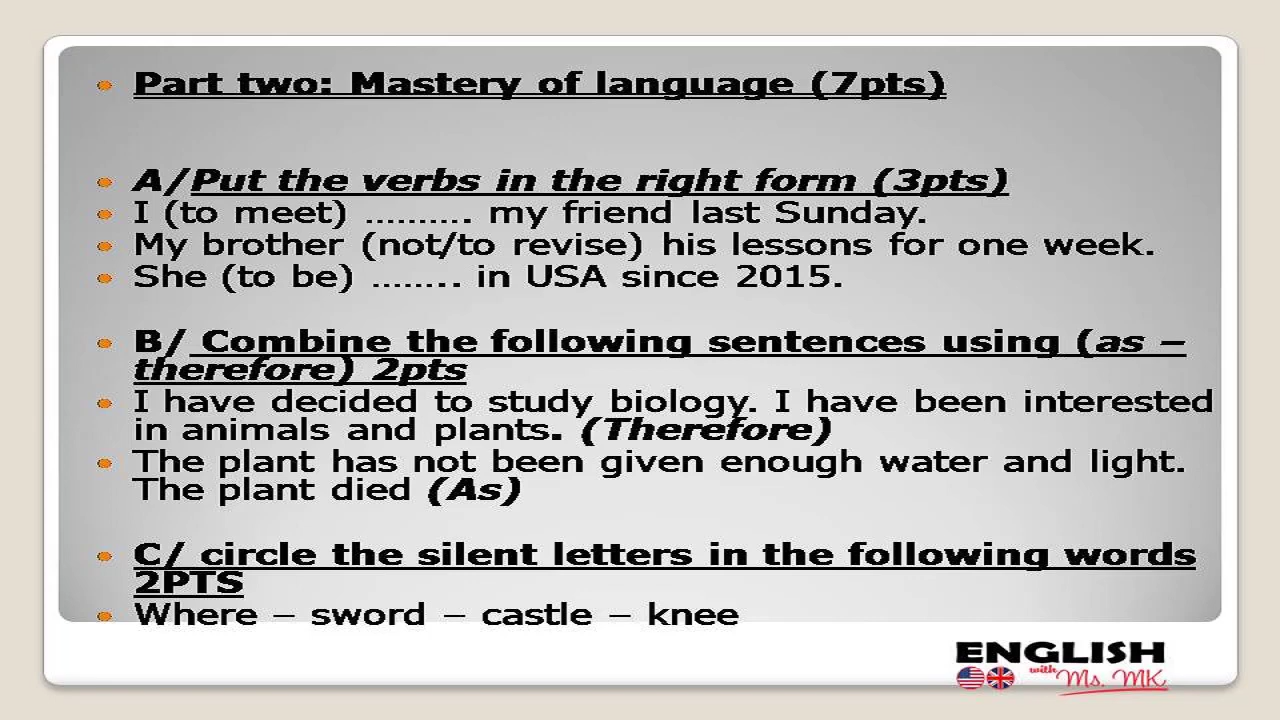 Part two: Mastery of language (7pts)
A/Put the verbs in the right form (3pts)
I (to meet) ………. my friend last Sunday.
My brother (not/to revise) his lessons for one week.
She (to be) …….. in USA since 2015.
B/ Combine the following sentences using (as –
therefore) 2pts
I have decided to study biology. I have been interested
in animals and plants. (Therefore)
The plant has not been given enough water and light.
The plant died (As)
C/ circle the silent letters in the following words
2PTS
Where – sword – castle – knee
ENGLISH
with Ms. MK